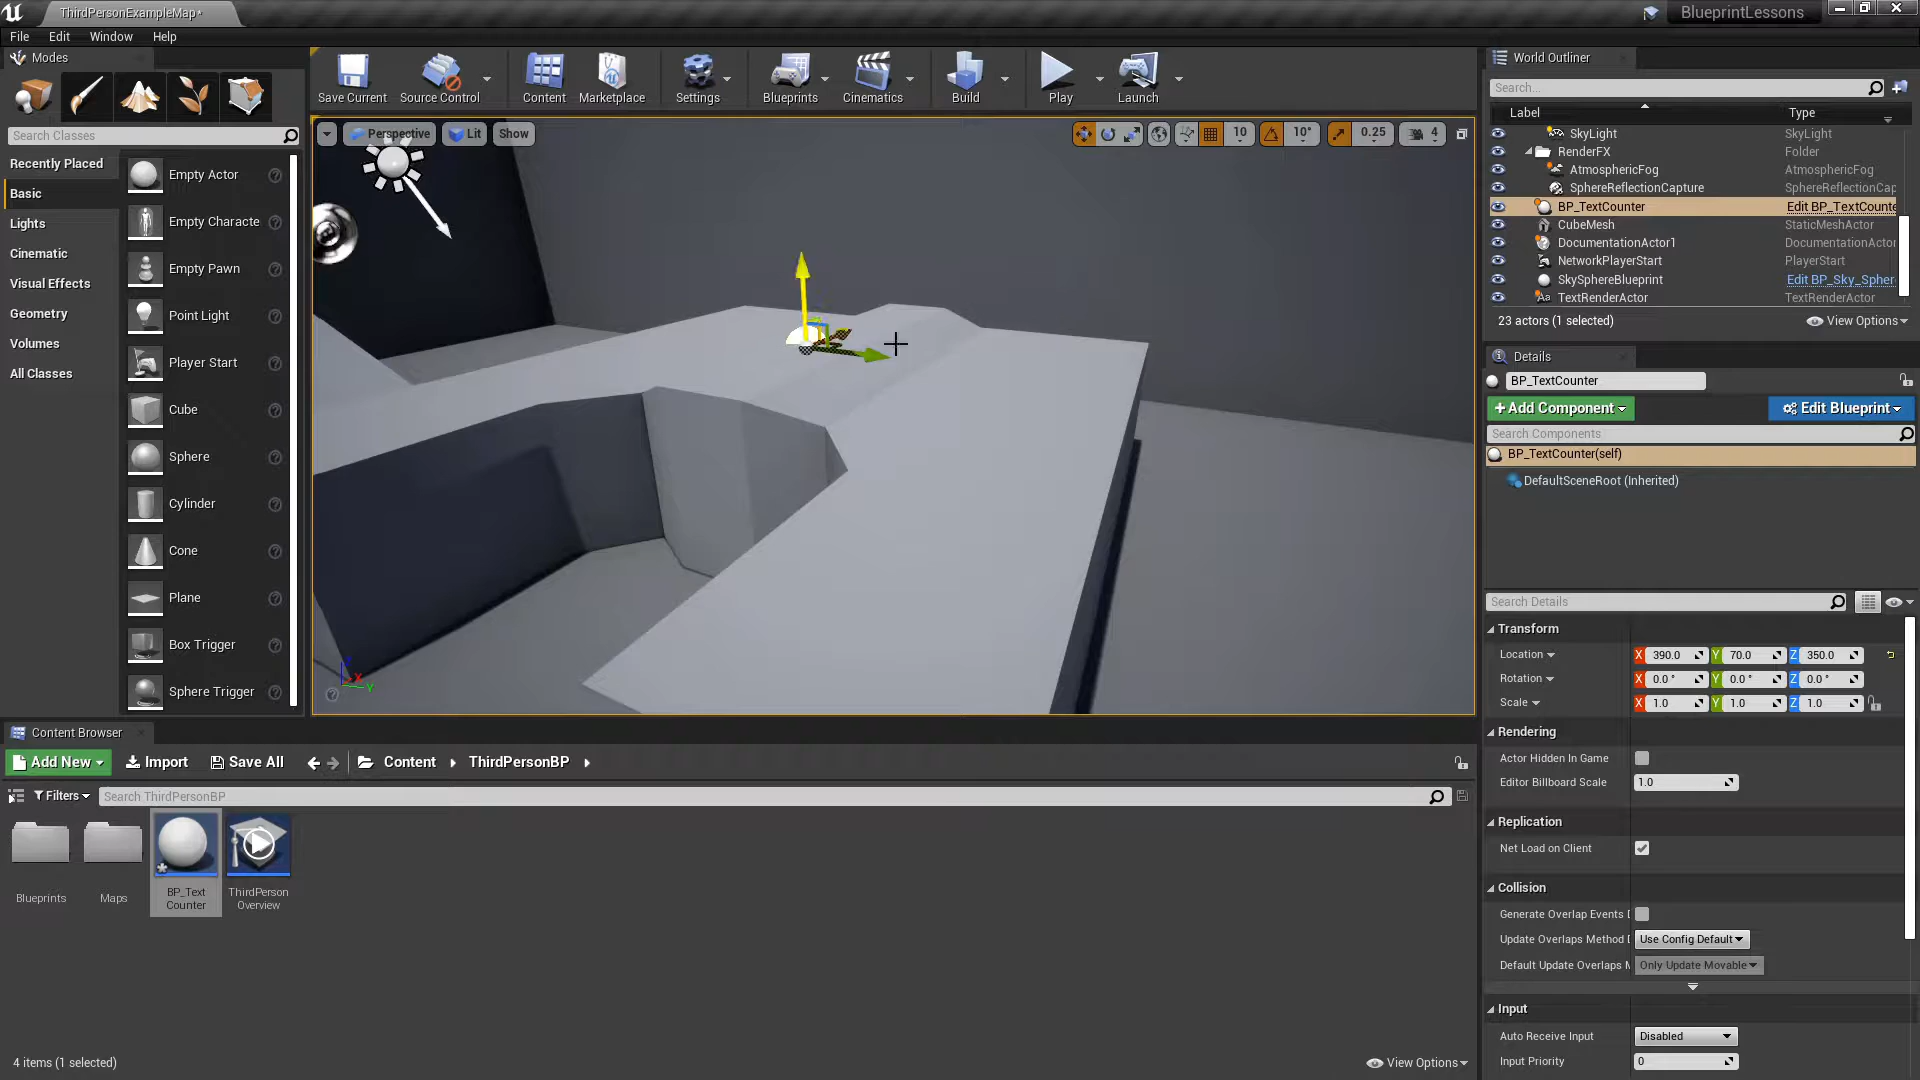 ThirdPersonExampleMap*
BlueprintLessons
File
Edit
Window
Help
Modes
Search Classes
Recently Placed
Basic
Lights
Cinematic
Visual Effects
Geometry
Volumes
All Classes
Empty Actor
Empty Characte
Empty Pawn
Point Light
Player Start
Cube
Sphere
Cylinder
Cone
Plane
Box Trigger
Sphere Trigger
Save Current
Source Control
Content
Marketplace
Settings
Blueprints
Cinematics
Build
Play
Launch
Perspective
Lit
Show
10
10°
0.25
4
X
Y
World Outliner
Search...
Label
Type
SkyLight
SkyLight
RenderFX
Folder
AtmosphericFog
AtmosphericFog
SphereReflectionCapture
SphereReflectionCap
BP_TextCounter
Edit BP_TextCounte
CubeMesh
StaticMeshActor
DocumentationActor1
DocumentationActor
NetworkPlayerStart
PlayerStart
SkySphereBlueprint
Edit BP_Sky_Spher
TextRenderActor
TextRenderActor
23 actors (1 selected)
View Options
Details
BP_TextCounter
+Add Component
Edit Blueprint
Search Components
BP_TextCounter(self)
DefaultSceneRoot (Inherited)
Search Details
Transform
Location X 390.0 Y 70.0 Z 350.0
Rotation X 0.0 ° Y 0.0 ° Z 0.0 °
Scale X 1.0 Y 1.0 Z 1.0
Rendering
Actor Hidden In Game
Editor Billboard Scale 1.0
Replication
Net Load on Client
Collision
Generate Overlap Events D
Update Overlaps Method D Use Config Default
Default Update Overlaps M Only Update Movable
Input
Auto Receive Input Disabled
Input Priority 0
Content Browser
Add New
Import
Save All
Content
ThirdPersonBP
Filters
Search ThirdPersonBP
Blueprints
Maps
BP_Text
Counter
ThirdPerson
Overview
4 items (1 selected)
View Options